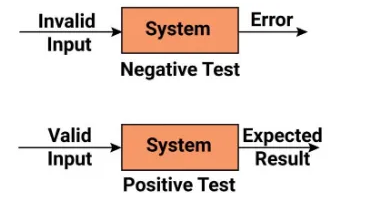 Invalid
Input
System
Error
Negative Test
Valid
Input
System
Expected
Result
Positive Test